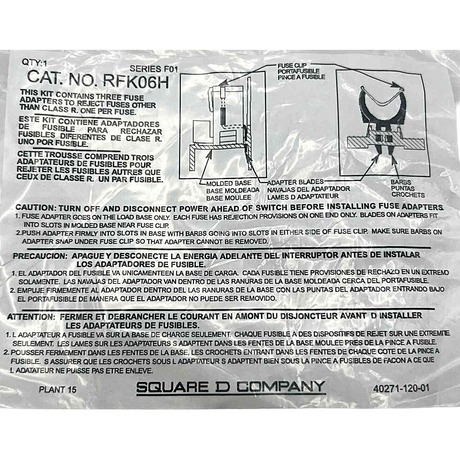 QTY:1
SERIES F01
CAT. NO. RFK06H
THIS KIT CONTAINS THREE FUSE
ADAPTERS TO REJECT FUSES OTHER
THAN CLASS R. ONE PER FUSE.
ESTE KIT CONTIENE ADAPTADORES
DE FUSIBLE PARA RECHAZAR
FUSIBLES DIFERENTES DE CLASE R.
UNO POR FUSIBLE.
CETTE TROUSSE COMPREND TROIS
ADAPTATEURS DE FUSIBLES POUR
REJETER LES FUSIBLES AUTRES QUE
CEUX DE CLASSE R. UN PAR FUSIBLE.
FUSE CLIP
PORTAFUSIBLE
PINCE A FUSIBLE
MOLDED BASE
BASE MOLDEADA
BASE MOULEE
ADAPTER BLADES
NAVAJAS DEL ADAPTADOR
LAMES D ADAPTATEUR
BARBS
PUNTAS
CROCHETS
CAUTION: TURN OFF AND DISCONNECT POWER AHEAD OF SWITCH BEFORE INSTALLING FUSE ADAPTERS.
1. FUSE ADAPTER GOES ON THE LOAD BASE ONLY. EACH FUSE HAS REJECTION PROVISIONS ON ONE END ONLY. BLADES ON ADAPTERS FIT
INTO SLOTS IN MOLDED BASE NEAR FUSE CLIP.
2.PUSH ADAPTER FIRMLY INTO SLOTS IN BASE WITH BARBS GOING INTO SLOTS IN EITHER SIDE OF FUSE CLIP. MAKE SURE BARBS ON
ADAPTER SNAP UNDER FUSE CLIP SO THAT ADAPTER CANNOT BE REMOVED.
PRECAUCION: APAGUE Y DESCONECTE LA ENERGIA ADELANTE DEL INTERRUPTOR ANTES DE INSTALAR
LOS ADAPTADORES DE FUSIBLE.
1. EL ADAPTADOR DEL FUSIBLE VA UNICAMENTEEN LA BASE DE CARGA. CADA FUSIBLE TIENE PROVISIONES DE RECHAZO EN UN EXTREMO
SOLAMENTE. LAS NAVAJAS DEL ADAPTADOR VAN DENTRO DE LAS RANURAS DE LA BASE MOLDEADA CERCA DEL PORTAFUSIBLE.
2. EMPUJE FIRMEMENTE EL ADAPTADOR EN LAS RANURAS DE LA BASE CON LAS PUNTAS DEL ADAPTADOR ENTRANDO BAJO
EL PORTAFUSIBLE DE MANERA QUE EL ADAPTADOR NO PUEDE SER REMOVIDO.
ATTENTION: FERMER ET DEBRANCHER LE COURANT EN AMONT DU DISJONCTEUR AVANT D INSTALLER
LES ADAPTATEURS DE FUSIBLES.
1. L ADAPTATEUR A FUSIBLE VA SUR LA BASE DE CHARGE SEULEMENT. CHAQUE FUSIBLE A DES DISPOSITIFS DE REJET SUR UNE EXTREMITE
SEULEMENT. LES LAMES SUR LES ADAPTATEURS S ADAPTENT DANS LES FENTES DE LA BASE MOULEE PRES DE LA PINCE A FUSIBLE.
2. POUSSER FERMEMENT DANS LES FENTES DE LA BASE. LES CROCHETS ENTRANT DANS LES FENTES DE CHAQUE COTE DE LA PINCE A
FUSIBLE. S ASSURER QUE LES CROCHETS SOUS L ADAPTATEUR S ADAPTENT BIEN SOUS LA PINCE A FUSIBLES DE FACON A CE QUE
L ADATATEUR NE PUISSE PAS ETRE ENLEVE.
PLANT 15
SQUARE D COMPANY
40271-120-01